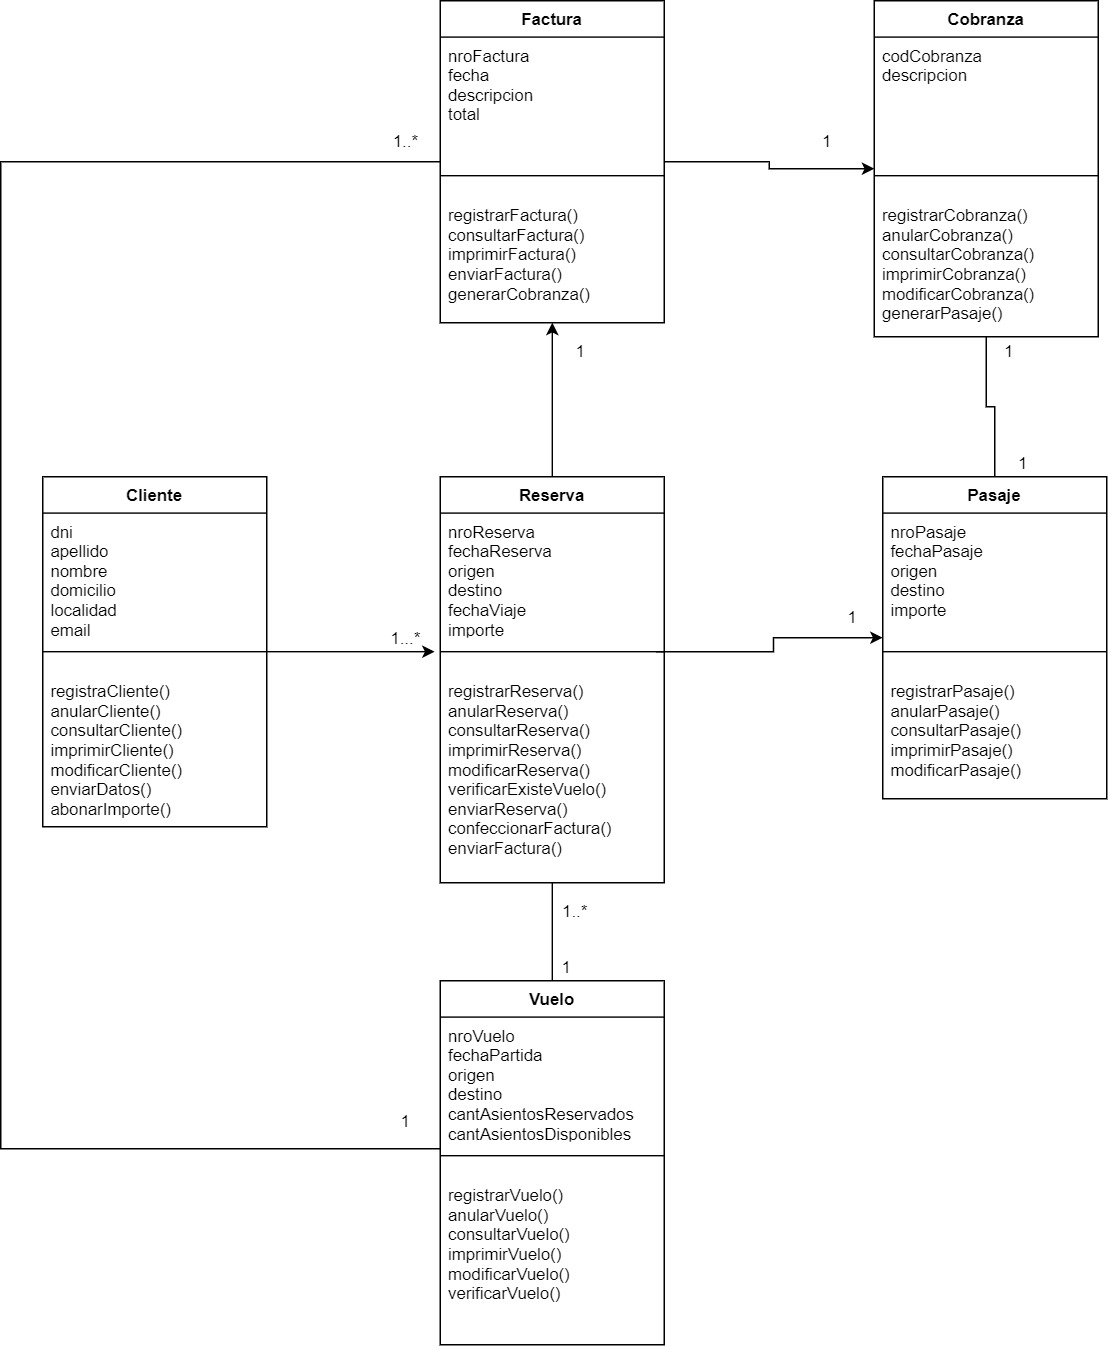 Factura
nroFactura
fecha
descripcion
total
registrarFactura()
consultarFactura()
imprimirFactura()
enviarFactura()
generarCobranza()
Cobranza
codCobranza
descripcion
registrarCobranza()
anularCobranza()
consultarCobranza()
imprimirCobranza()
modificarCobranza()
generarPasaje()
1..*
1
1
1
1
Cliente
dni
apellido
nombre
domicilio
localidad
email
registraCliente()
anularCliente()
consultarCliente()
imprimirCliente()
modificarCliente()
enviarDatos()
abonarImporte()
1...*
Reserva
nroReserva
fechaReserva
origen
destino
fechaViaje
importe
registrarReserva()
anularReserva()
consultarReserva()
imprimirReserva()
modificarReserva()
verificarExisteVuelo()
enviarReserva()
confeccionarFactura()
enviarFactura()
1
Pasaje
nroPasaje
fechaPasaje
origen
destino
importe
registrarPasaje()
anularPasaje()
consultarPasaje()
imprimirPasaje()
modificarPasaje()
1..*
1
Vuelo
nroVuelo
fechaPartida
origen
destino
cantAsientosReservados
cantAsientosDisponibles
registrarVuelo()
anularVuelo()
consultarVuelo()
imprimirVuelo()
modificarVuelo()
verificarVuelo()
1